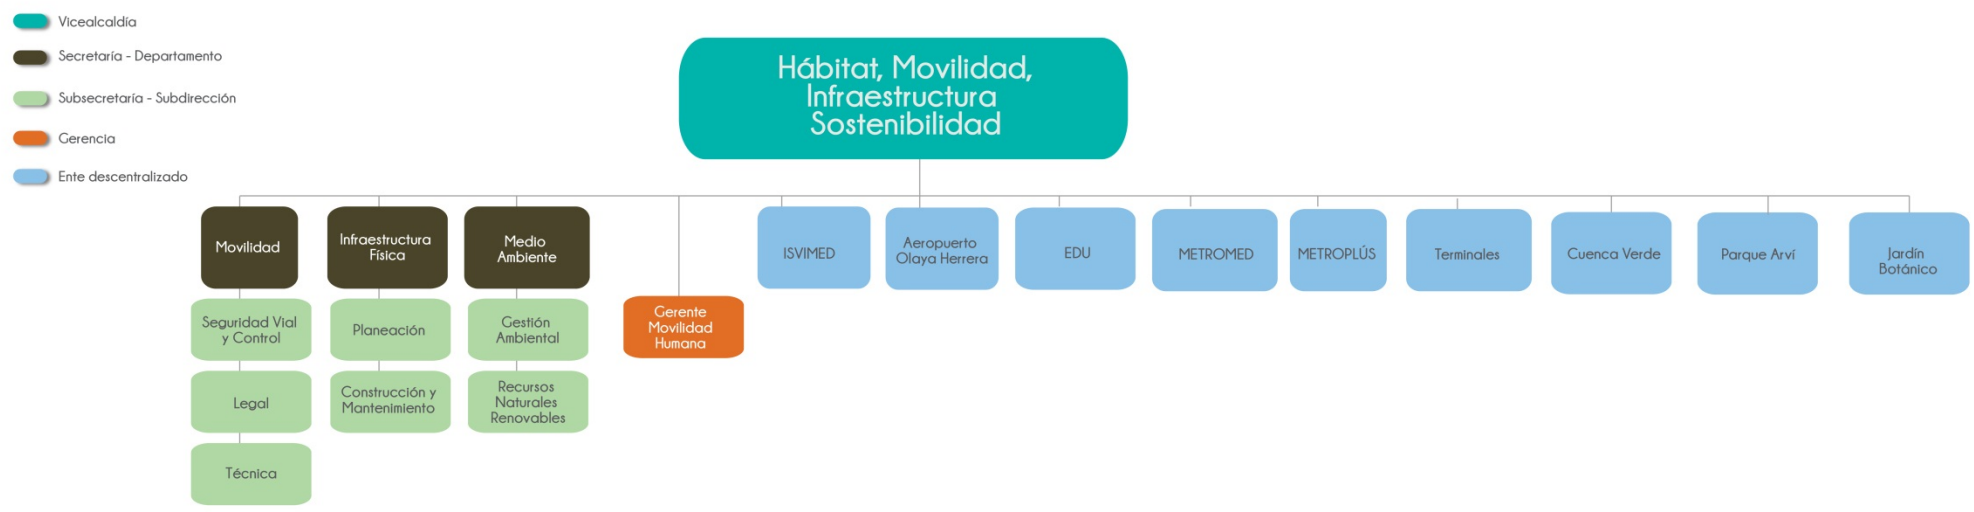 Vicealcaldía
Secretaría - Departamento
Subsecretaría - Subdirección
Gerencia
Ente descentralizado
Hábitat, Movilidad,
Infraestructura
Sostenibilidad
Movilidad
Infraestructura
Física
Medio
Ambiente
ISVIMED
Aeropuerto
Olaya Herrera
EDU
METROMED
METROPLÚS
Terminales
Cuenca Verde
Parque Arví
Jardín
Botánico
Seguridad Vial
y Control
Planeación
Gestión
Ambiental
Gerente
Movilidad
Humana
Legal
Construcción y
Mantenimiento
Recursos
Naturales
Renovables
Técnica